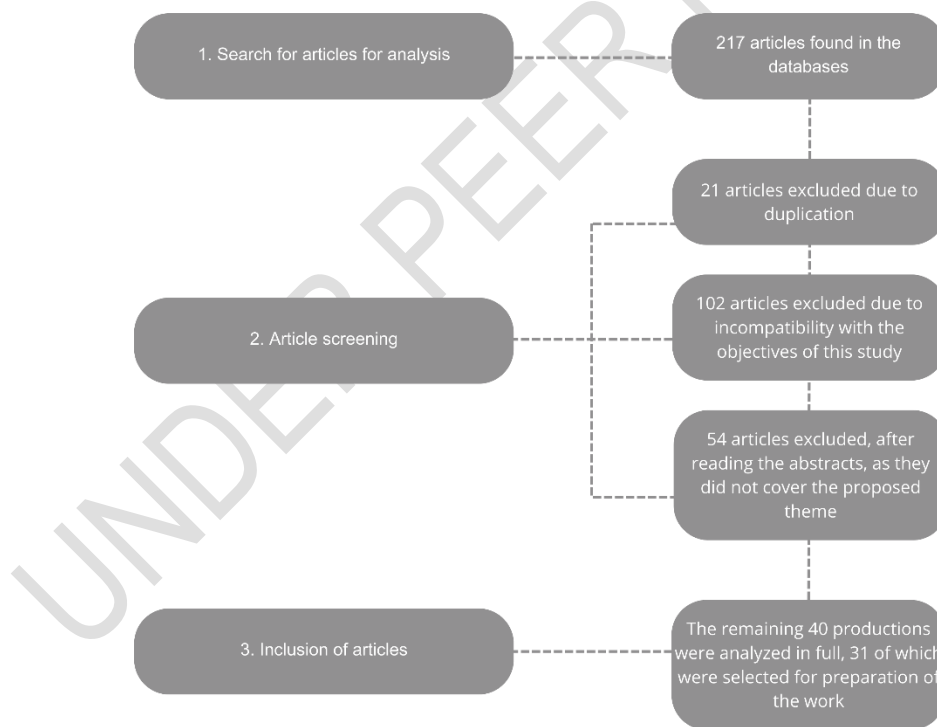 1. Search for articles for analysis
217 articles found in the
databases
21 articles excluded due to
duplication
2. Article screening
102 articles excluded due to
incompatibility with the
objectives of this study
54 articles excluded, after
reading the abstracts, as they
did not cover the proposed
theme
3. Inclusion of articles
The remaining 40 productions
were analyzed in full, 31 of which
were selected for preparation of
the work
UNDER PEER